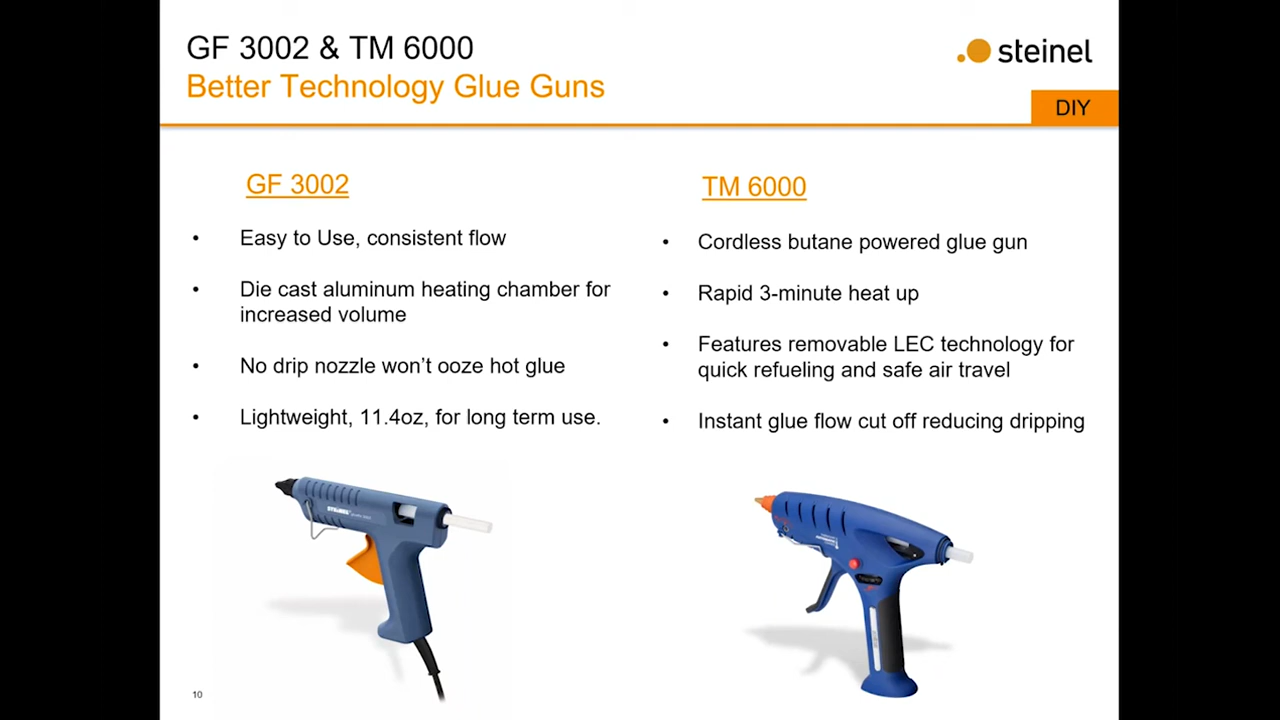 GF 3002 & TM 6000
Better Technology Glue Guns
steinel
DIY
GF 3002
• Easy to Use, consistent flow
• Die cast aluminum heating chamber for
increased volume
• No drip nozzle won’t ooze hot glue
• Lightweight, 11.4oz, for long term use.
TM 6000
• Cordless butane powered glue gun
• Rapid 3-minute heat up
• Features removable LEC technology for
quick refueling and safe air travel
• Instant glue flow cut off reducing dripping
STEINEL
10